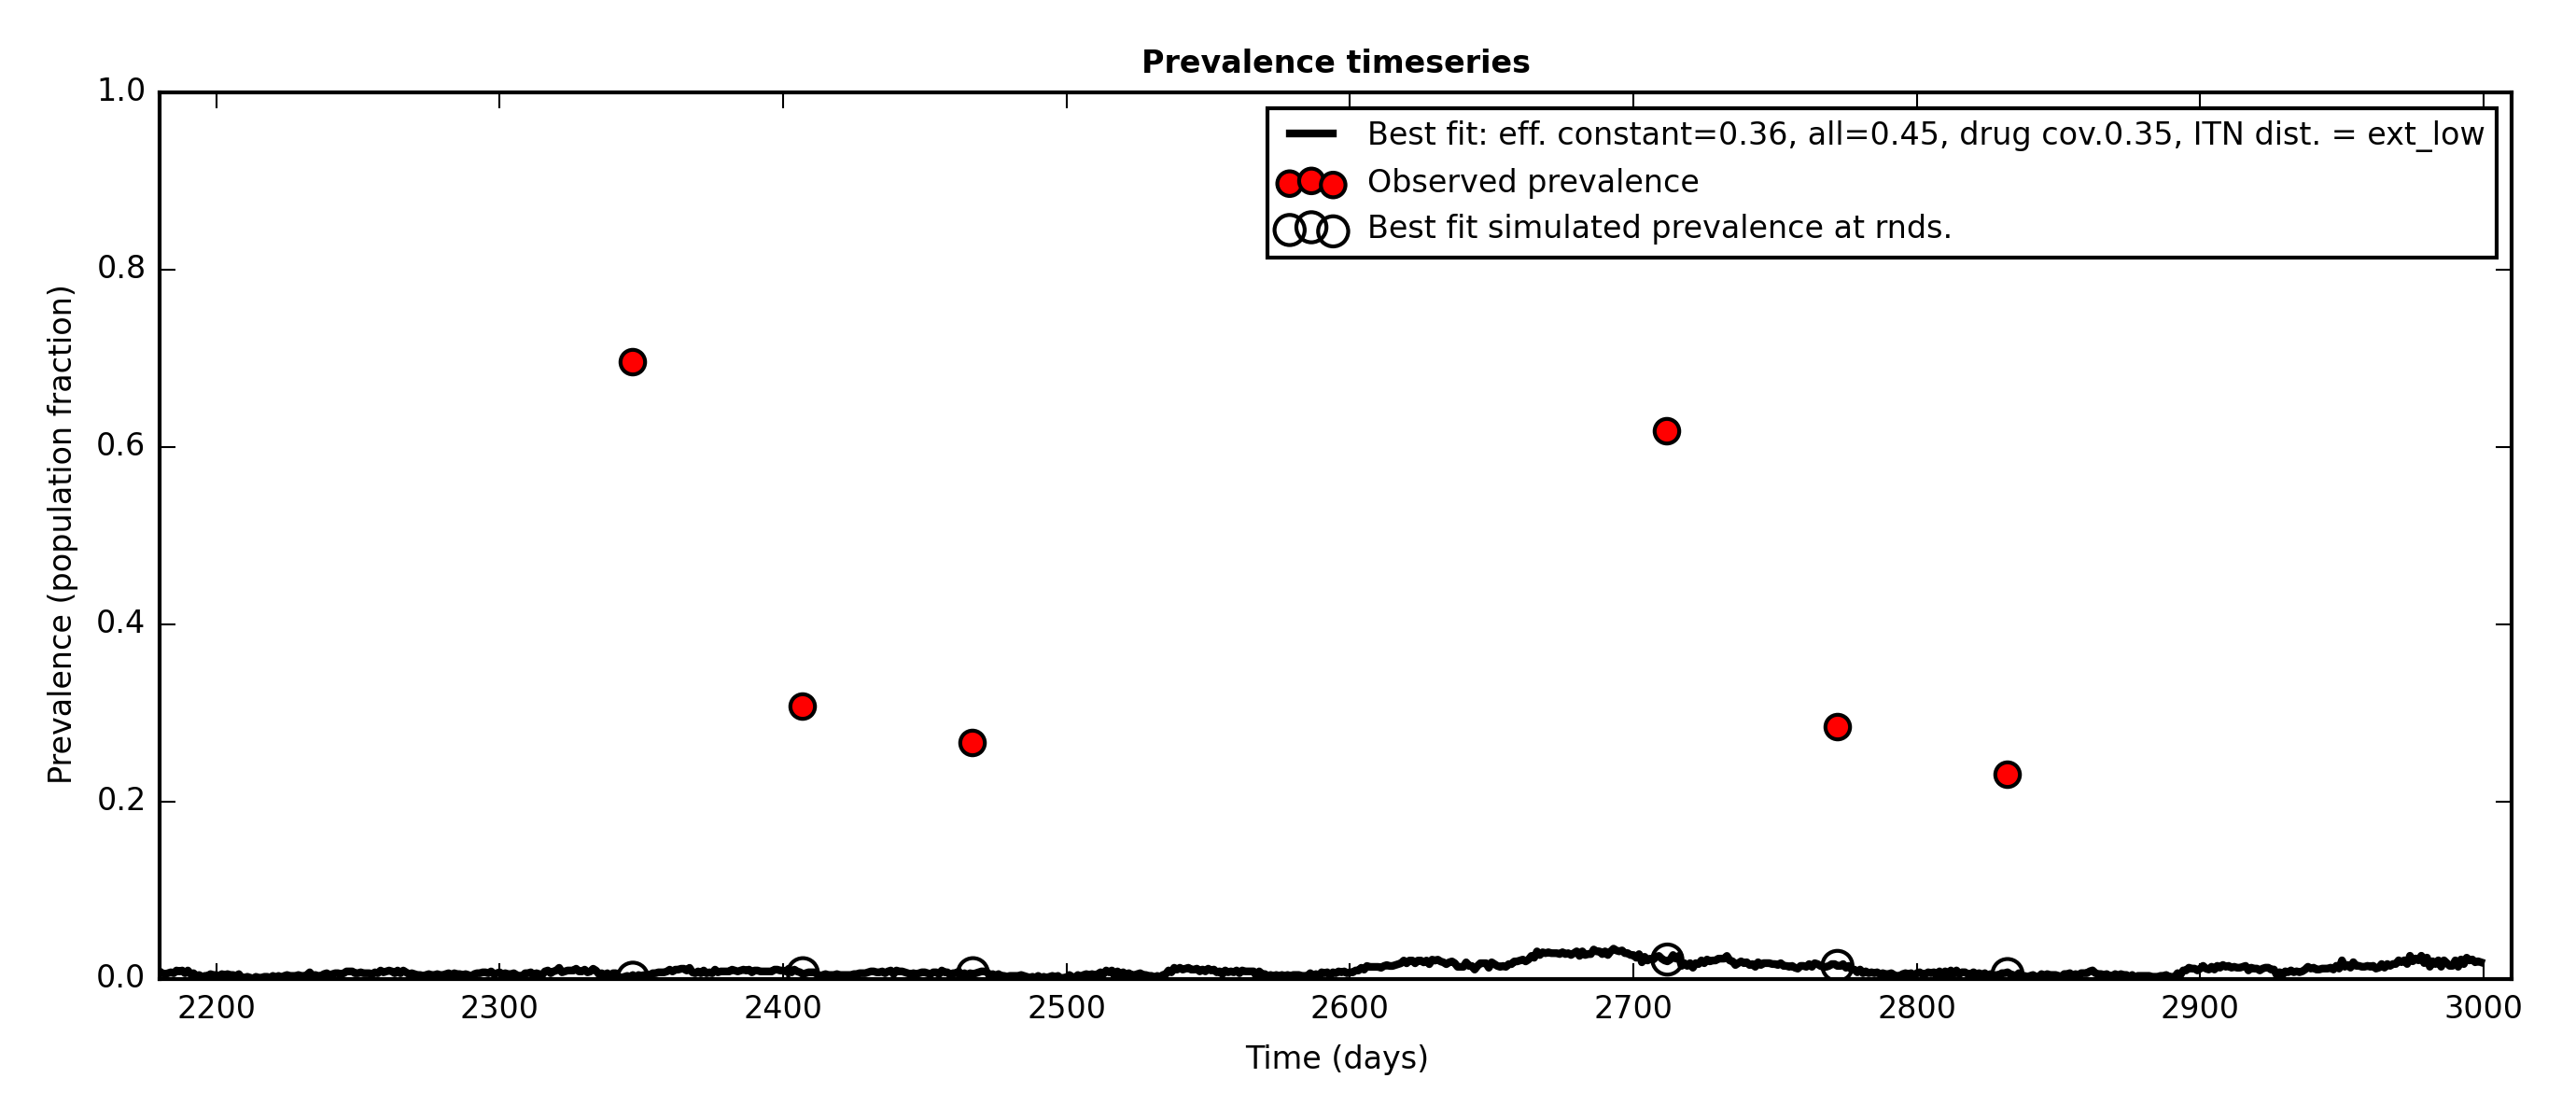 Prevalence timeseries
Best fit: eff. constant=0.36, all=0.45, drug cov.0.35, ITN dist. = ext_low
Observed prevalence
Best fit simulated prevalence at rnds.
Prevalence (population fraction)
1.0
0.8
0.6
0.4
0.2
0.0
2200 2300 2400 2500 2600 2700 2800 2900 3000
Time (days)